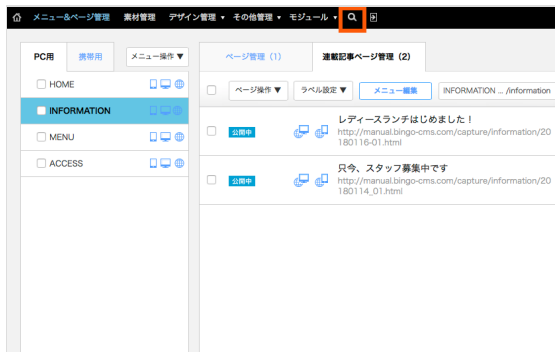 メニュー&ページ管理 素材管理 デザイン管理 ▾ その他管理 ▾ モジュール ▾
PC用 携帯用 メニュー操作 ▼
HOME
INFORMATION
MENU
ACCESS
ページ管理 (1) 連載記事ページ管理 (2)
ページ操作 ▼ ラベル設定 ▼ メニュー編集 INFORMATION ... /information
公開中 レディースランチはじめました！
http://manual.bingo-cms.com/capture/information/20
180116-01.html
公開中 只今、スタッフ募集中です
http://manual.bingo-cms.com/capture/information/20
180114_01.html